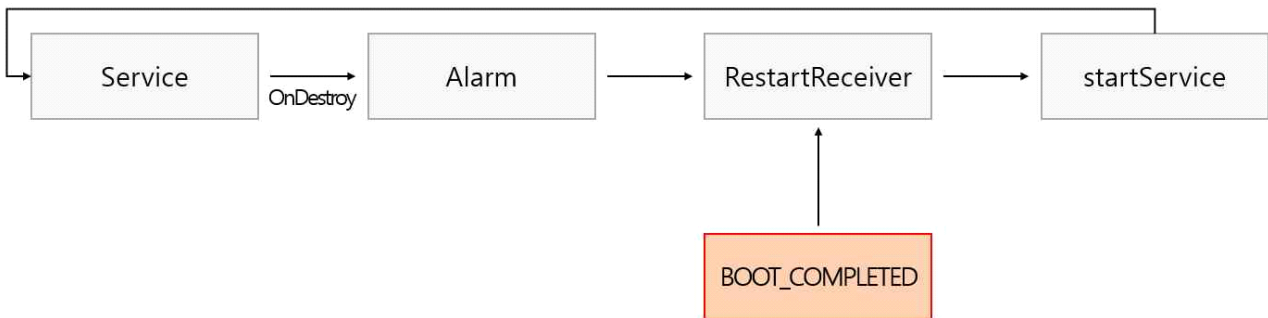 Service
OnDestroy
Alarm
RestartReceiver
startService
BOOT_COMPLETED